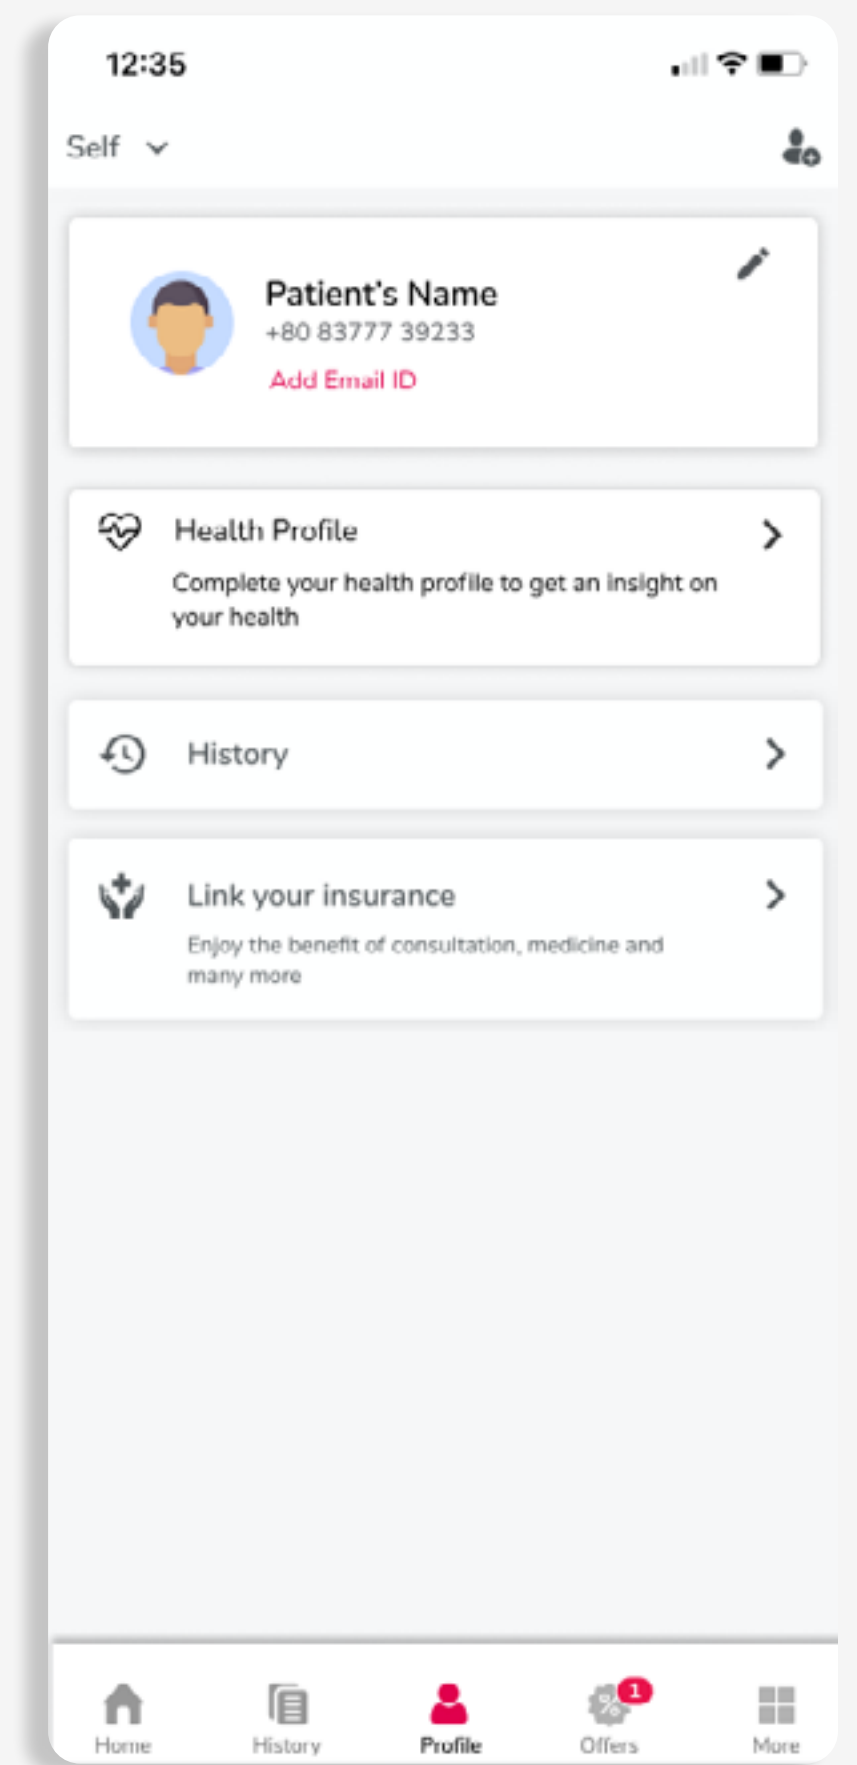 12:35
Self
Patient's Name
+80 83777 39233
Add Email ID
Health Profile
Complete your health profile to get an insight on
your health
History
Link your insurance
Enjoy the benefit of consultation, medicine and
many more
1
Home History Profile Offers More